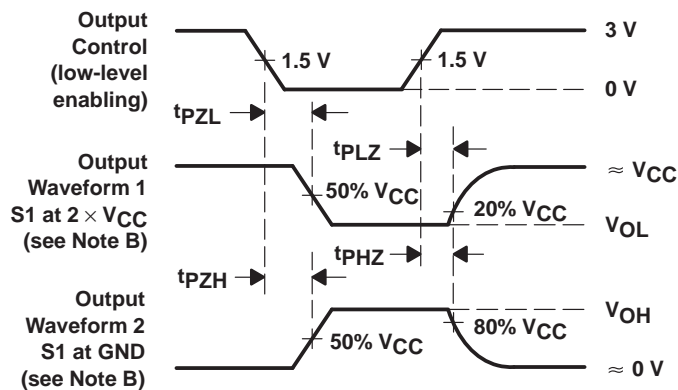 Output
Control
(low-level
enabling)
1.5 V
1.5 V
3 V
0 V
tPZL
tPLZ
Output
Waveform 1
S1 at 2 × VCC
(see Note B)
50% VCC
20% VCC
≈ VCC
VOL
tPZH
tPHZ
Output
Waveform 2
S1 at GND
(see Note B)
50% VCC
80% VCC
VOH
≈ 0 V